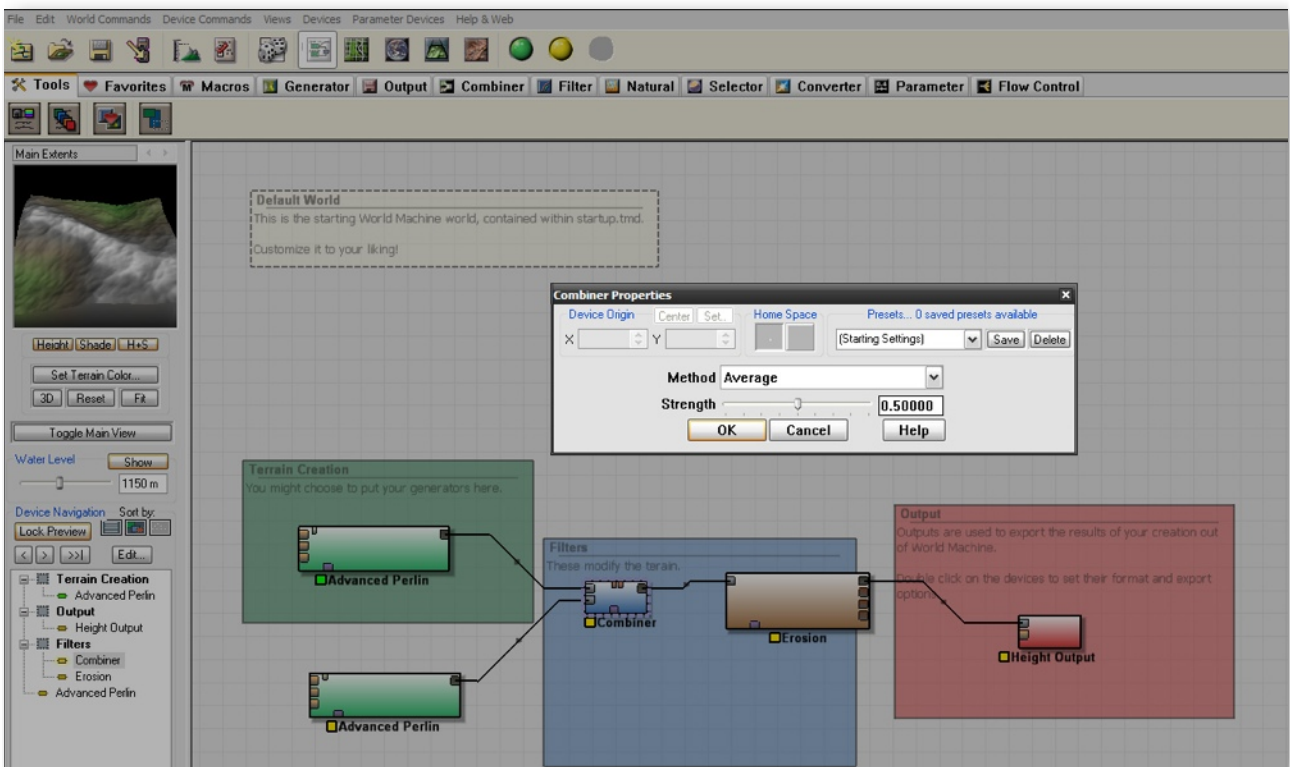 File Edit World Commands Device Commands Views Devices Parameter Devices Help & Web
Tools Favorites Macros Generator Output Combiner Filter Natural Selector Converter Parameter Flow Control
Main Extents
Height Shade H+S
Set Terrain Color...
3D Reset Fit
Toggle Main View
Water Level Show
1150 m
Device Navigation Sort by:
Lock Preview
< > >>| Edit...
Terrain Creation
Advanced Perlin
Output
Height Output
Filters
Combiner
Erosion
Advanced Perlin
Default World
This is the starting World Machine world, contained within startup.tmd.
Customize it to your liking!
Combiner Properties x
Device Origin Center Set.. Home Space Presets... 0 saved presets available
X Y (Starting Settings) Save Delete
Method Average
Strength 0.50000
OK Cancel Help
Terrain Creation
You might choose to put your generators here.
Advanced Perlin
Advanced Perlin
Filters
These modify the terain.
Combiner
Erosion
Output
Outputs are used to export the results of your creation out
of World Machine.
Double click on the devices to set their format and export
options
Height Output